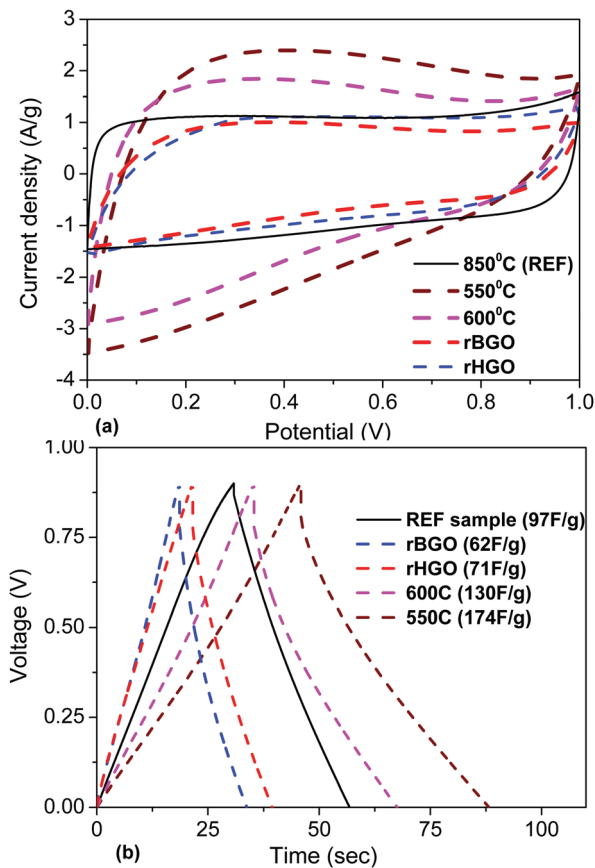 3
2
1
0
-1
-2
-3
-4
Current density (A/g)
850⁰C (REF)
550⁰C
600⁰C
rBGO
rHGO
0.0 0.2 0.4 0.6 0.8 1.0
(a)
Potential (V)
1.00
0.75
0.50
0.25
0.00
Voltage (V)
REF sample (97F/g)
rBGO (62F/g)
rHGO (71F/g)
600C (130F/g)
550C (174F/g)
0 25 50 75 100
(b)
Time (sec)